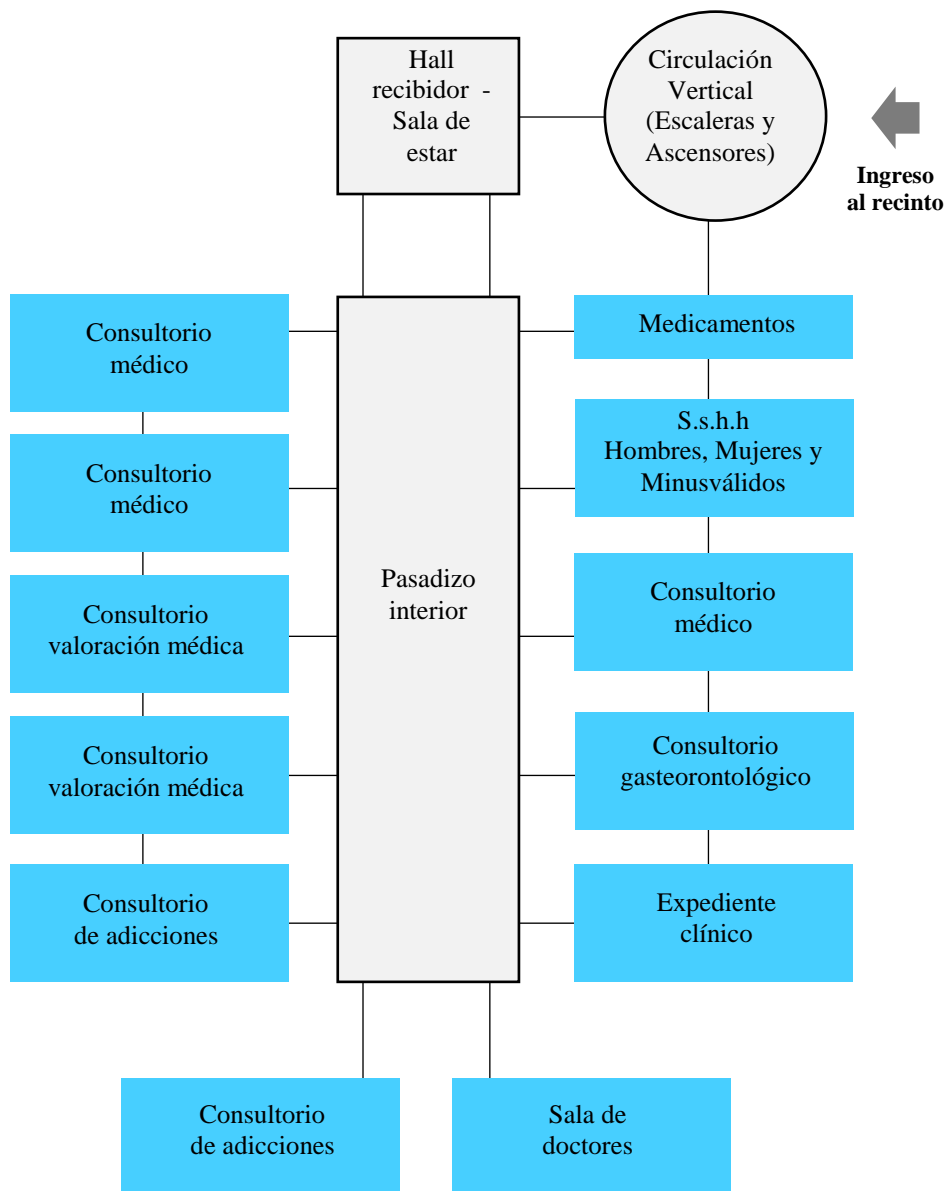 Hall
recibidor -
Sala de
estar
Circulación
Vertical
(Escaleras y
Ascensores)
Ingreso
al recinto
Consultorio
médico
Medicamentos
Consultorio
médico
S.s.h.h
Hombres, Mujeres y
Minusválidos
Pasadizo
interior
Consultorio
valoración médica
Consultorio
médico
Consultorio
valoración médica
Consultorio
gasteorontológico
Consultorio
de adicciones
Expediente
clínico
Consultorio
de adicciones
Sala de
doctores